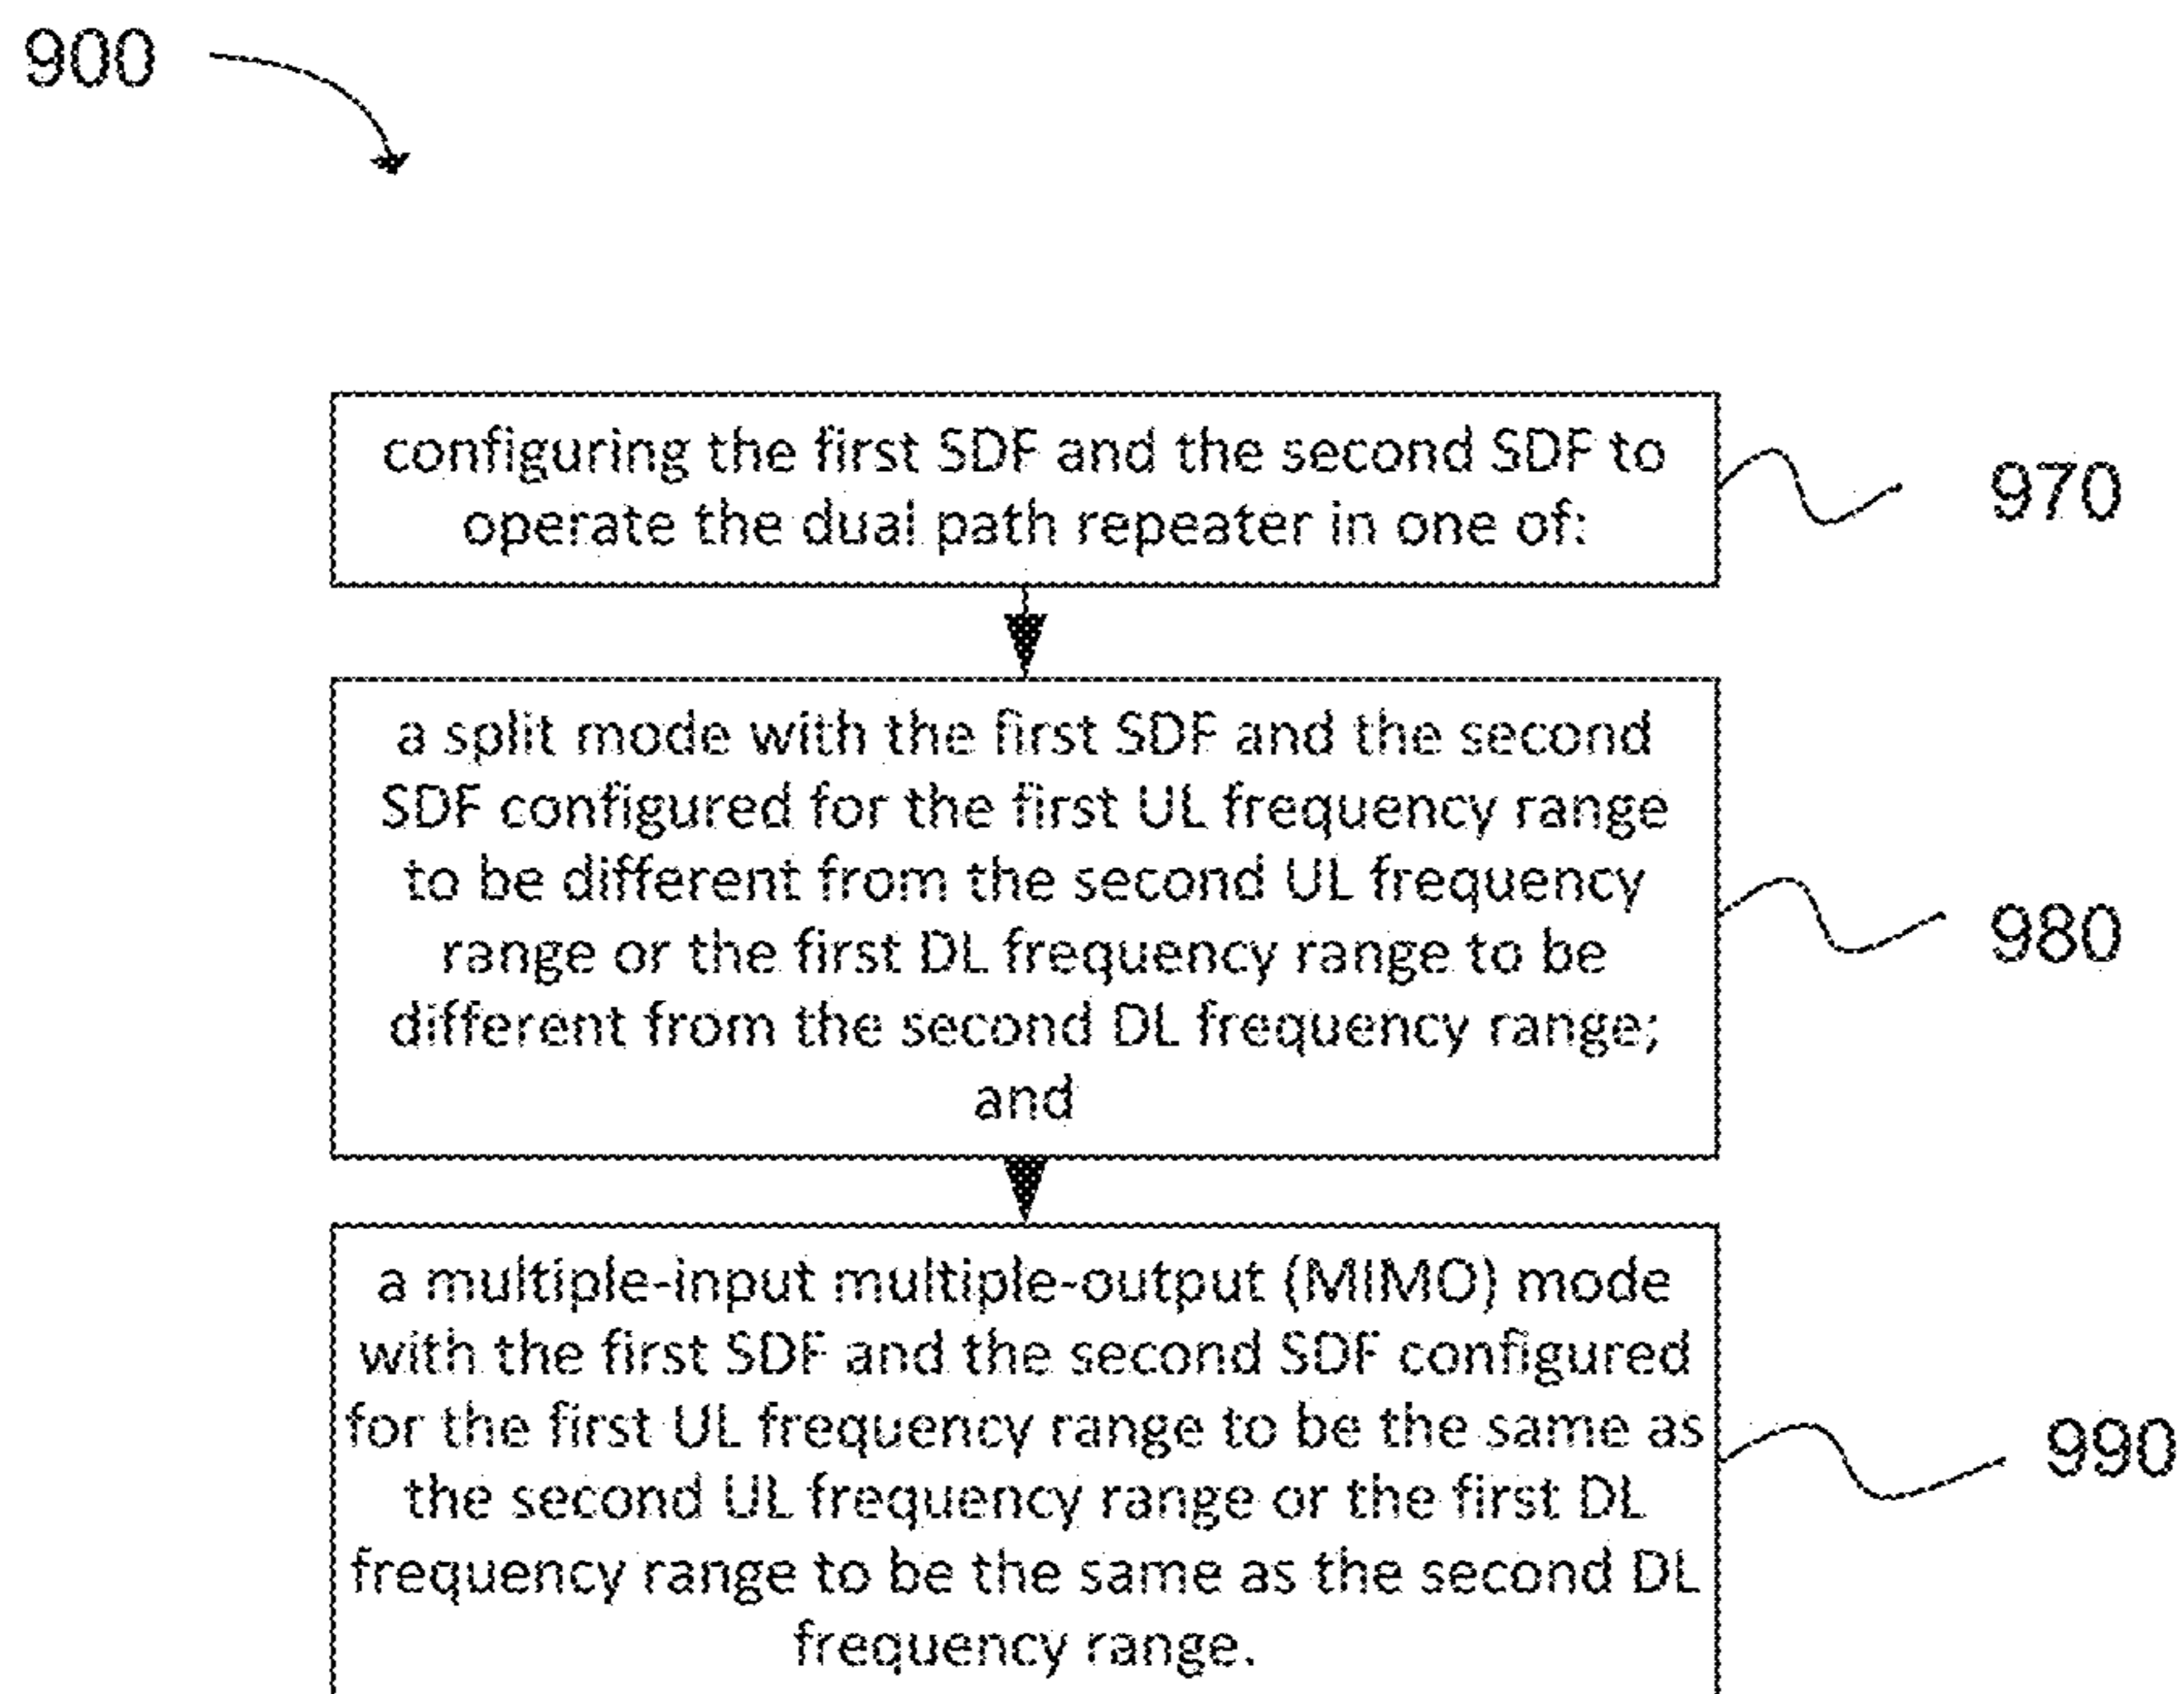 900
configuring the first SDF and the second SDF to
operate the dual path repeater in one of:
970
a split mode with the first SDF and the second
SDF configured for the first UL frequency range
to be different from the second UL frequency
range or the first DL frequency range to be
different from the second DL frequency range;
and
980
a multiple-input multiple-output (MIMO) mode
with the first SDF and the second SDF configured
for the first UL frequency range to be the same as
the second UL frequency range or the first DL
frequency range to be the same as the second DL
frequency range.
990